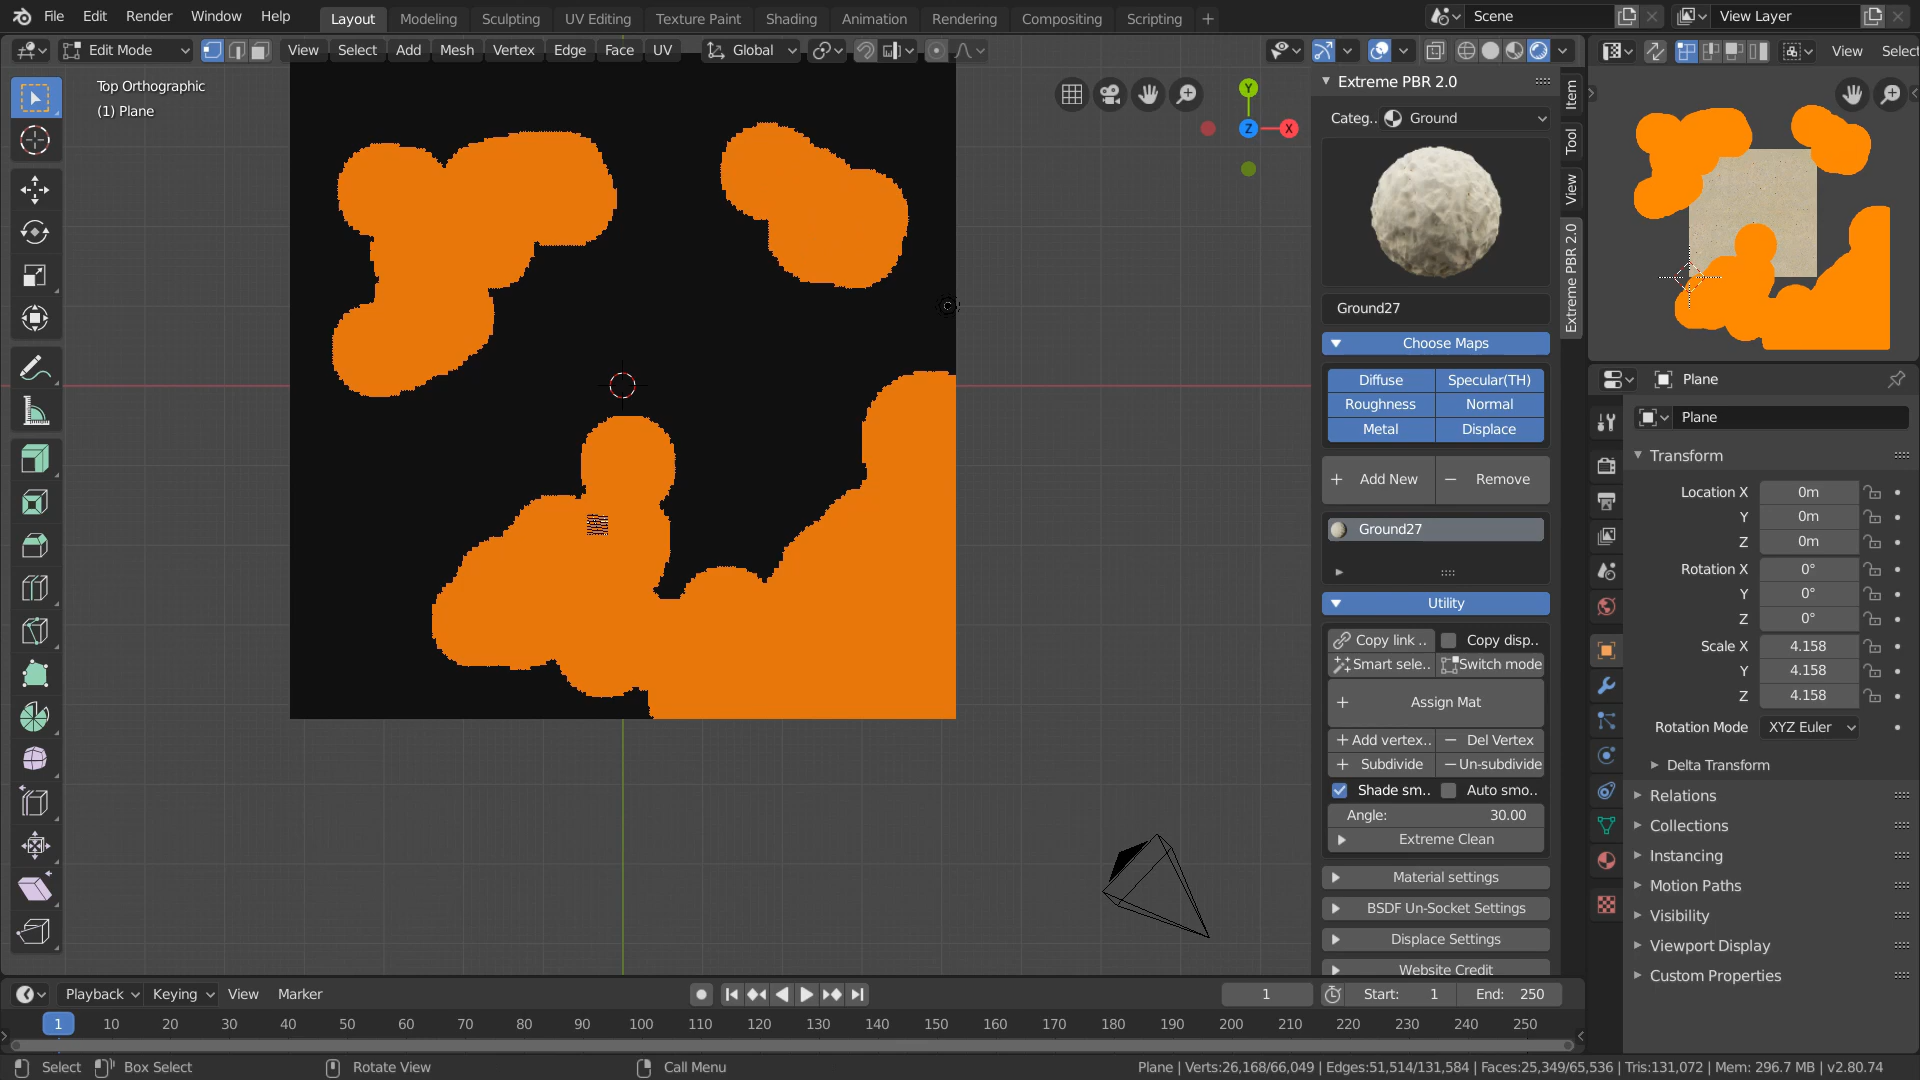 File Edit Render Window Help Layout Modeling Sculpting UV Editing Texture Paint Shading Animation Rendering Compositing Scripting + Scene View Layer
Edit Mode View Select Add Mesh Vertex Edge Face UV Global View Select
Top Orthographic
(1) Plane
Y
Z
X
Extreme PBR 2.0
Categ.. Ground
Ground27
Choose Maps
Diffuse Specular(TH)
Roughness Normal
Metal Displace
Add New Remove
Ground27
Utility
Copy link .. Copy disp..
Smart sele.. Switch mode
Assign Mat
Add vertex.. Del Vertex
Subdivide Un-subdivide
Shade sm.. Auto smo..
Angle: 30.00
Extreme Clean
Material settings
BSDF Un-Socket Settings
Displace Settings
Website Credit
Item
Tool
View
Extreme PBR 2.0
Plane
Plane
Transform
Location X 0m
Y 0m
Z 0m
Rotation X 0°
Y 0°
Z 0°
Scale X 4.158
Y 4.158
Z 4.158
Rotation Mode XYZ Euler
Delta Transform
Relations
Collections
Instancing
Motion Paths
Visibility
Viewport Display
Custom Properties
Playback Keying View Marker 1 Start: 1 End: 250
1 10 20 30 40 50 60 70 80 90 100 110 120 130 140 150 160 170 180 190 200 210 220 230 240 250
Select Box Select Rotate View Call Menu Plane | Verts:26,168/66,049 | Edges:51,514/131,584 | Faces:25,349/65,536 | Tris:131,072 | Mem: 296.7 MB | v2.80.74